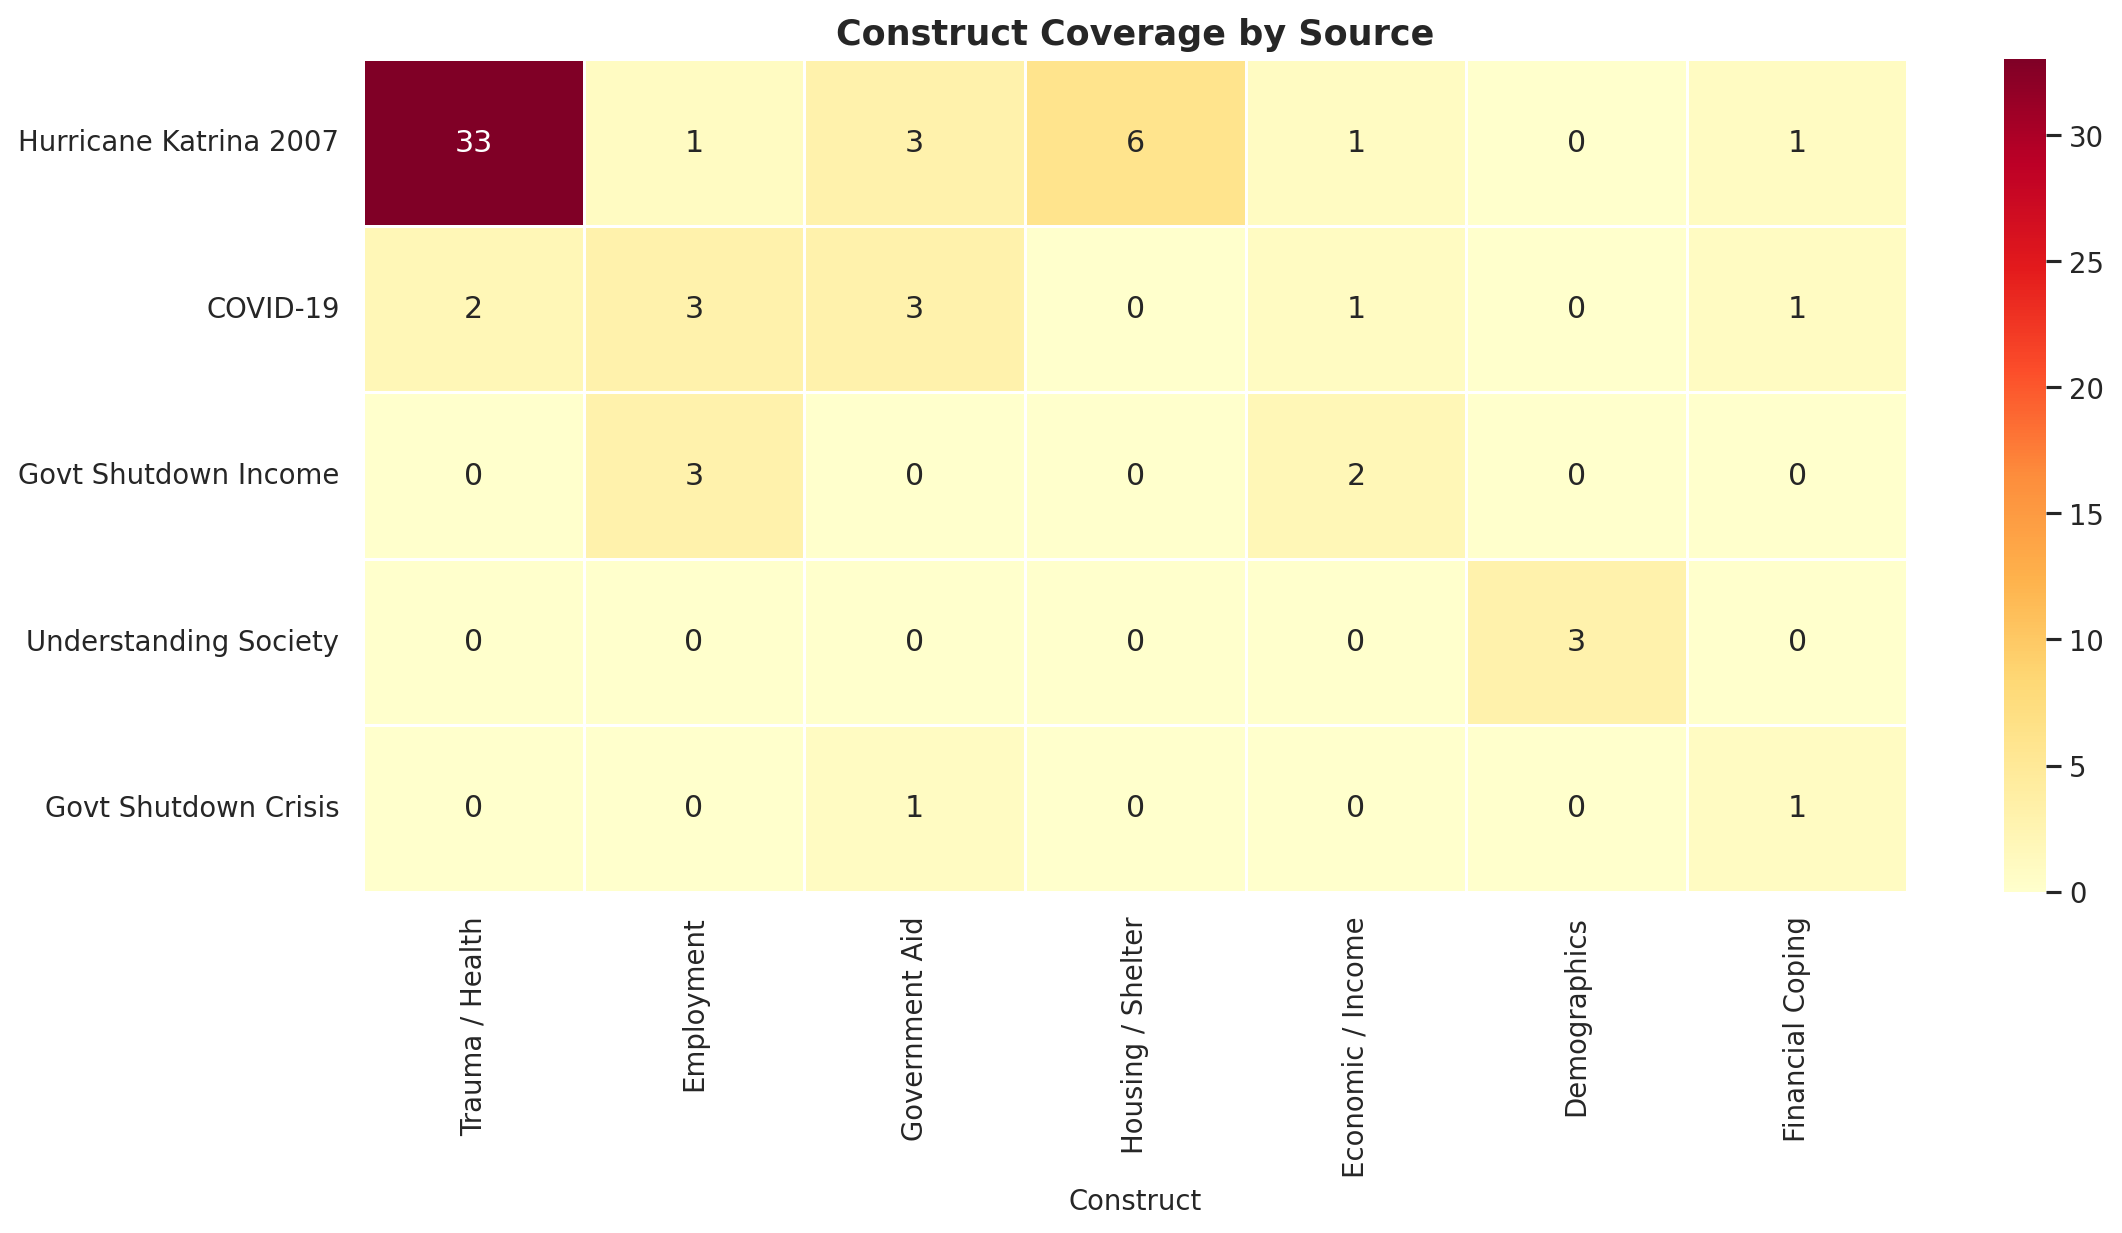 Construct Coverage by Source
Hurricane Katrina 2007 33 1 3 6 1 0 1
COVID-19 2 3 3 0 1 0 1
Govt Shutdown Income 0 3 0 0 2 0 0
Understanding Society 0 0 0 0 0 3 0
Govt Shutdown Crisis 0 0 1 0 0 0 1
Trauma / Health
Employment
Government Aid
Housing / Shelter
Economic / Income
Demographics
Financial Coping
Construct
30
25
20
15
10
5
0